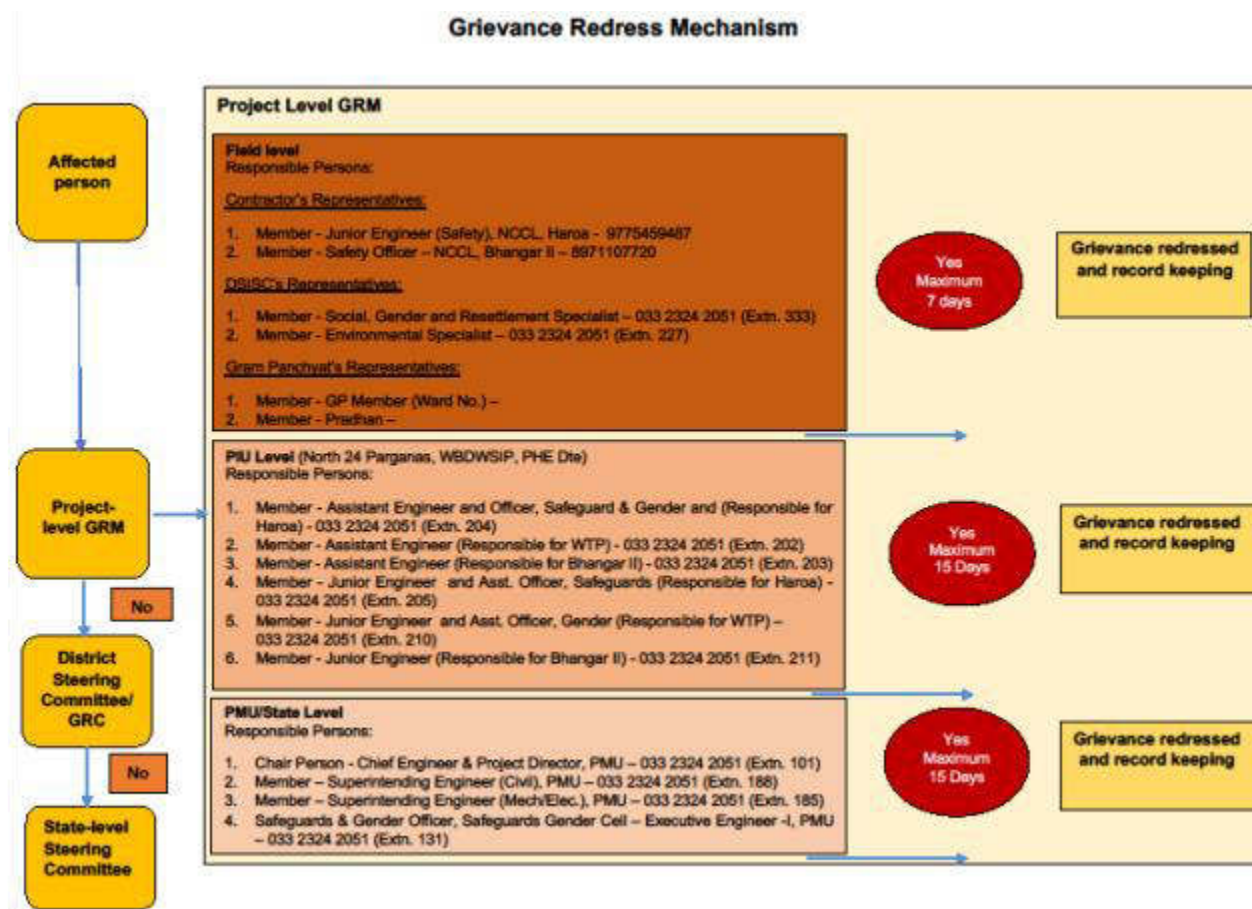 Grievance Redress Mechanism
Affected
person
Project-
level GRM
No
District
Steering
Committee/
GRC
No
State-level
Steering
Committee
Project Level GRM
Field level
Responsible Persons:
Contractor's Representatives:
1. Member - Junior Engineer (Safety), NCCL, Haroa - 9775459487
2. Member - Safety Officer – NCCL, Bhangar II – 8971107720
DSISC's Representatives:
1. Member - Social, Gender and Resettlement Specialist – 033 2324 2051 (Extn. 333)
2. Member - Environmental Specialist – 033 2324 2051 (Extn. 227)
Gram Panchyat's Representatives:
1. Member - GP Member (Ward No.) –
2. Member - Pradhan –
Yes
Maximum
7 days
Grievance redressed
and record keeping
PIU Level (North 24 Parganas, WBDWSIP, PHE Dte)
Responsible Persons:
1. Member - Assistant Engineer and Officer, Safeguard & Gender and (Responsible for
Haroa) - 033 2324 2051 (Extn. 204)
2. Member - Assistant Engineer (Responsible for WTP) - 033 2324 2051 (Extn. 202)
3. Member - Assistant Engineer (Responsible for Bhangar II) - 033 2324 2051 (Extn. 203)
4. Member - Junior Engineer and Asst. Officer, Safeguards (Responsible for Haroa) -
033 2324 2051 (Extn. 205)
5. Member - Junior Engineer and Asst. Officer, Gender (Responsible for WTP) –
033 2324 2051 (Extn. 210)
6. Member - Junior Engineer (Responsible for Bhangar II) - 033 2324 2051 (Extn. 211)
Yes
Maximum
15 Days
Grievance redressed
and record keeping
PMU/State Level
Responsible Persons:
1. Chair Person - Chief Engineer & Project Director, PMU – 033 2324 2051 (Extn. 101)
2. Member – Superintending Engineer (Civil), PMU – 033 2324 2051 (Extn. 188)
3. Member – Superintending Engineer (Mech/Elec.), PMU – 033 2324 2051 (Extn. 185)
4. Safeguards & Gender Officer, Safeguards Gender Cell – Executive Engineer -I, PMU
– 033 2324 2051 (Extn. 131)
Yes
Maximum
15 Days
Grievance redressed
and record keeping